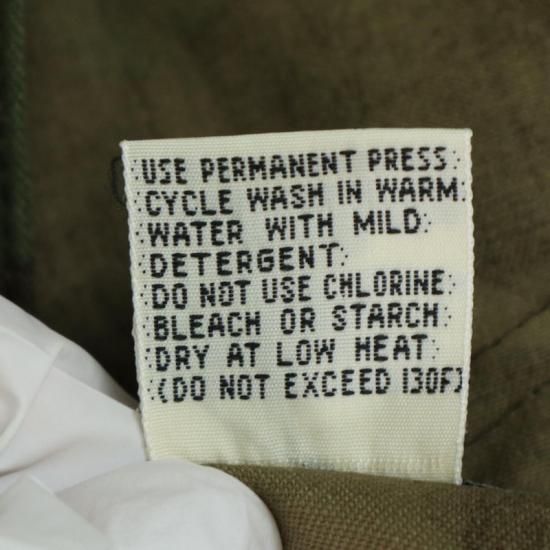 USE PERMANENT PRESS
CYCLE WASH IN WARM
WATER WITH MILD
DETERGENT
DO NOT USE CHLORINE
BLEACH OR STARCH
DRY AT LOW HEAT
(DO NOT EXCEED 130F)